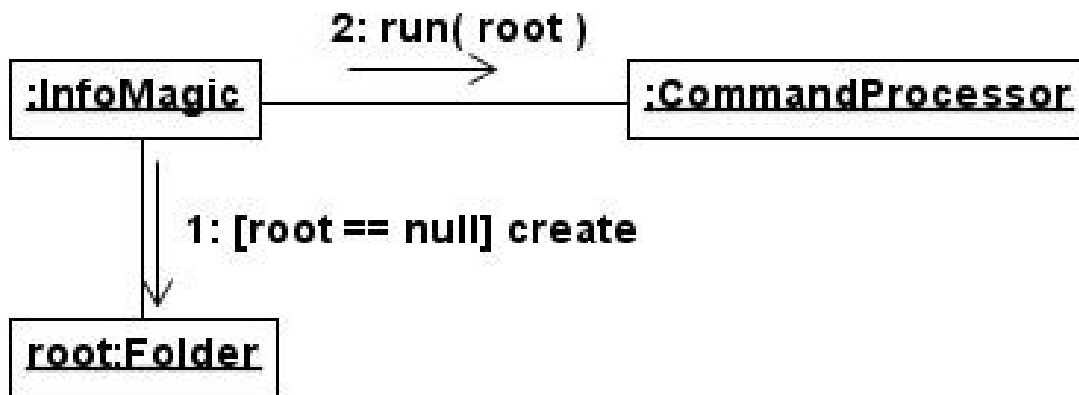 2: run( root )
:InfoMagic
:CommandProcessor
1: [root == null] create
root:Folder